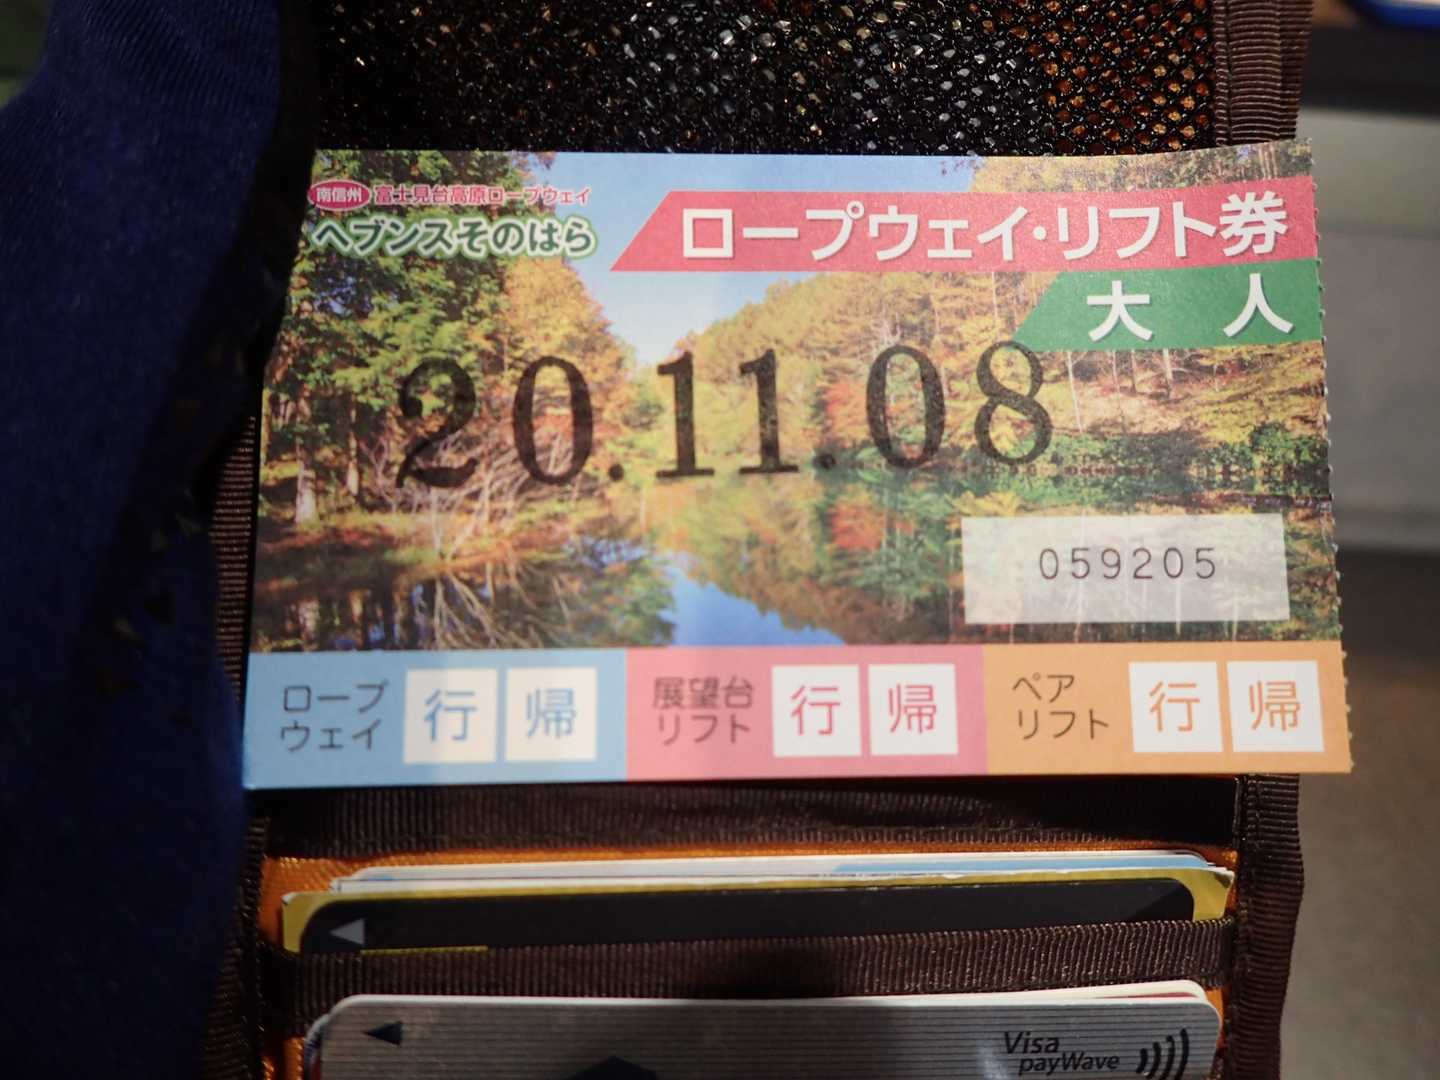 南信州 富士見台高原ロープウェイ
ヘブンスそのはら
ロープウェイ・リフト券
大 人
20.11.08
059205
ロープ
ウェイ
行 帰
展望台
リフト
行 帰
ペア
リフト
行 帰
Visa
payWave